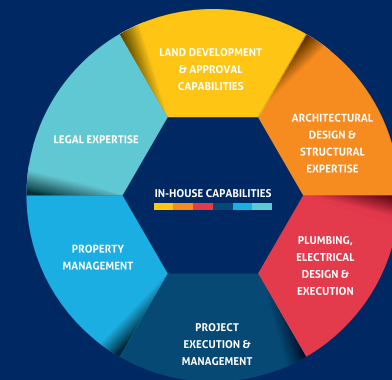 LAND DEVELOPMENT
& APPROVAL
CAPABILITIES
ARCHITECTURAL
DESIGN &
STRUCTURAL
EXPERTISE
PLUMBING,
ELECTRICAL
DESIGN &
EXECUTION
PROJECT
EXECUTION &
MANAGEMENT
PROPERTY
MANAGEMENT
LEGAL EXPERTISE
IN-HOUSE CAPABILITIES